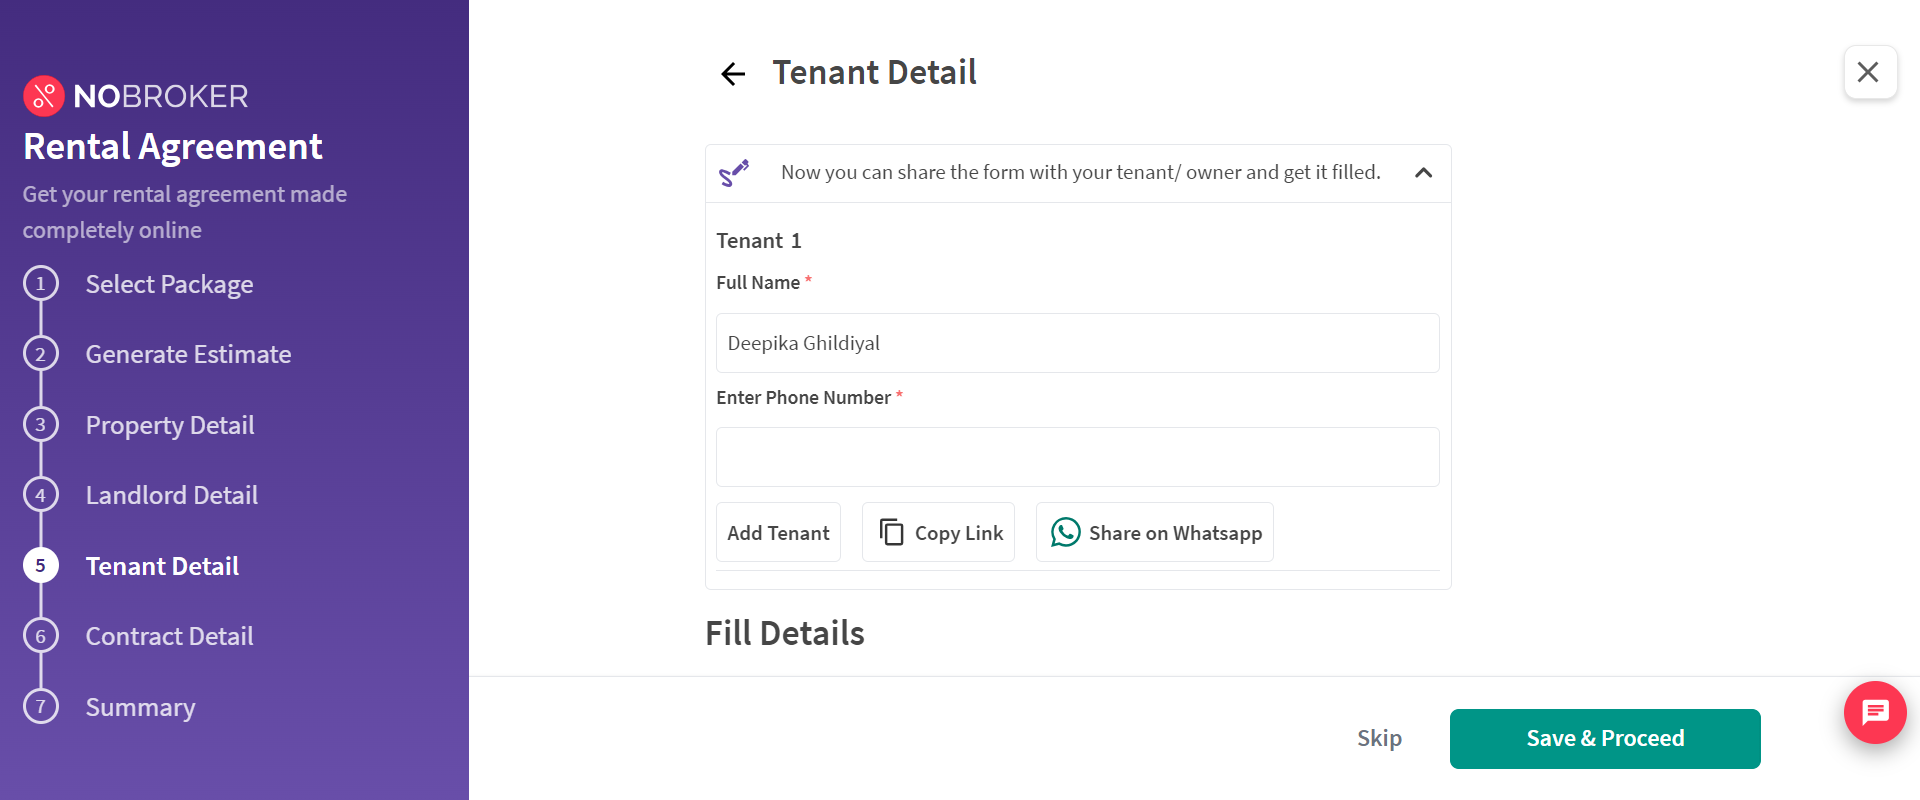 NOBROKER
Rental Agreement
Get your rental agreement made
completely online
1 Select Package
2 Generate Estimate
3 Property Detail
4 Landlord Detail
5 Tenant Detail
6 Contract Detail
7 Summary
Tenant Detail
Now you can share the form with your tenant/ owner and get it filled.
Tenant 1
Full Name *
Deepika Ghildiyal
Enter Phone Number *
Add Tenant Copy Link Share on Whatsapp
Fill Details
Skip Save & Proceed